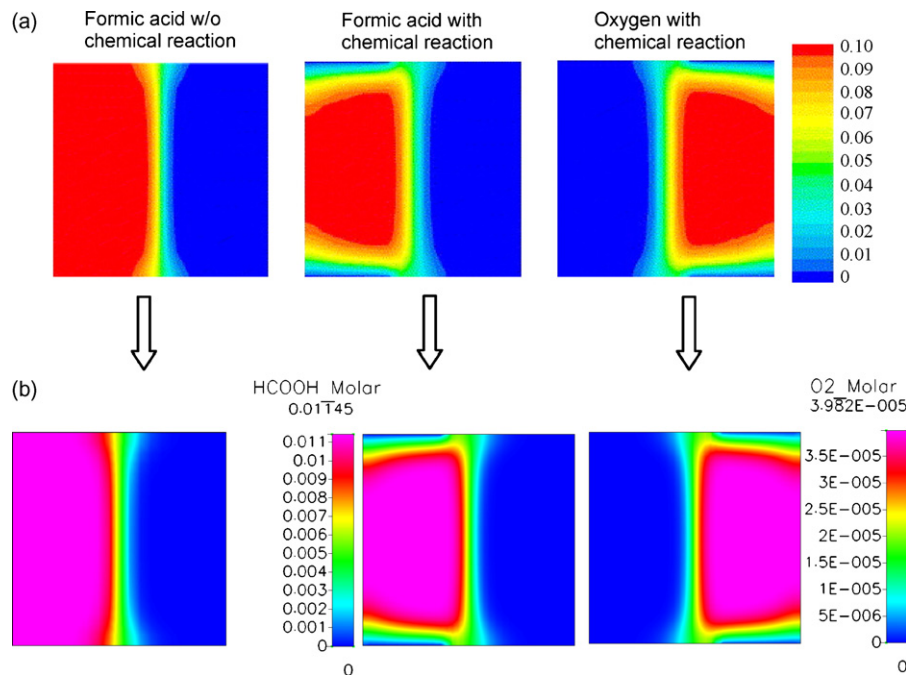 (a)
Formic acid w/o
chemical reaction
Formic acid with
chemical reaction
Oxygen with
chemical reaction
0.10
0.09
0.08
0.07
0.06
0.05
0.04
0.03
0.02
0.01
0
(b)
HCOOH_Molar
0.01145
0.011
0.01
0.009
0.008
0.007
0.006
0.005
0.004
0.003
0.002
0.001
0
0
O2_Molar
3.982E-005
3.5E-005
3E-005
2.5E-005
2E-005
1.5E-005
1E-005
5E-006
0
0